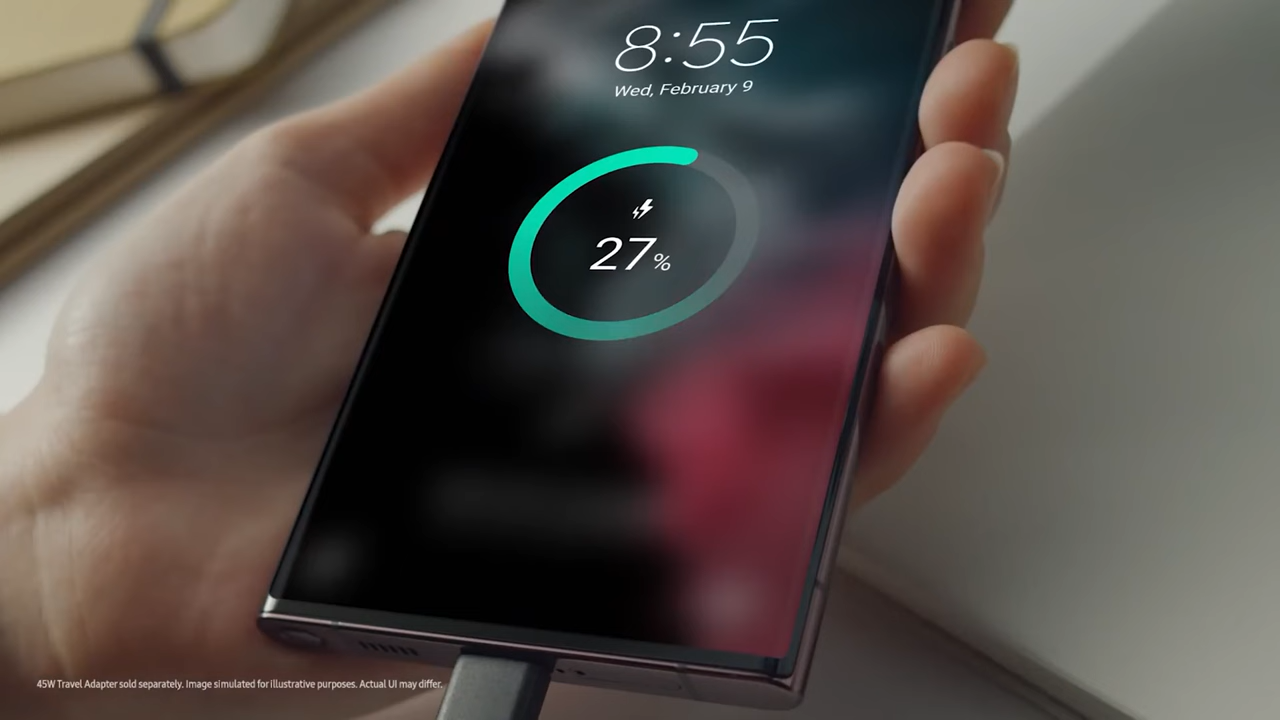 8:55
Wed, February 9
27%
45W Travel Adapter sold separately. Image simulated for illustrative purposes. Actual UI may differ.